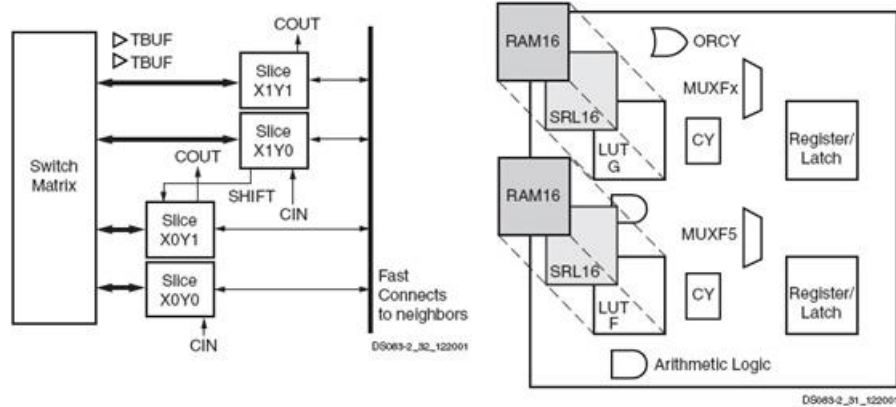 TBUF
TBUF
COUT
Slice
X1Y1
Slice
X1Y0
COUT
Switch
Matrix
SHIFT
CIN
Slice
X0Y1
Slice
X0Y0
CIN
Fast
Connects
to neighbors
DS083-2_32_122001
RAM16
ORCY
SRL16
MUXFx
LUT
G
CY
Register/
Latch
RAM16
SRL16
MUXF5
LUT
F
CY
Register/
Latch
Arithmetic Logic
DS083-2_31_122001